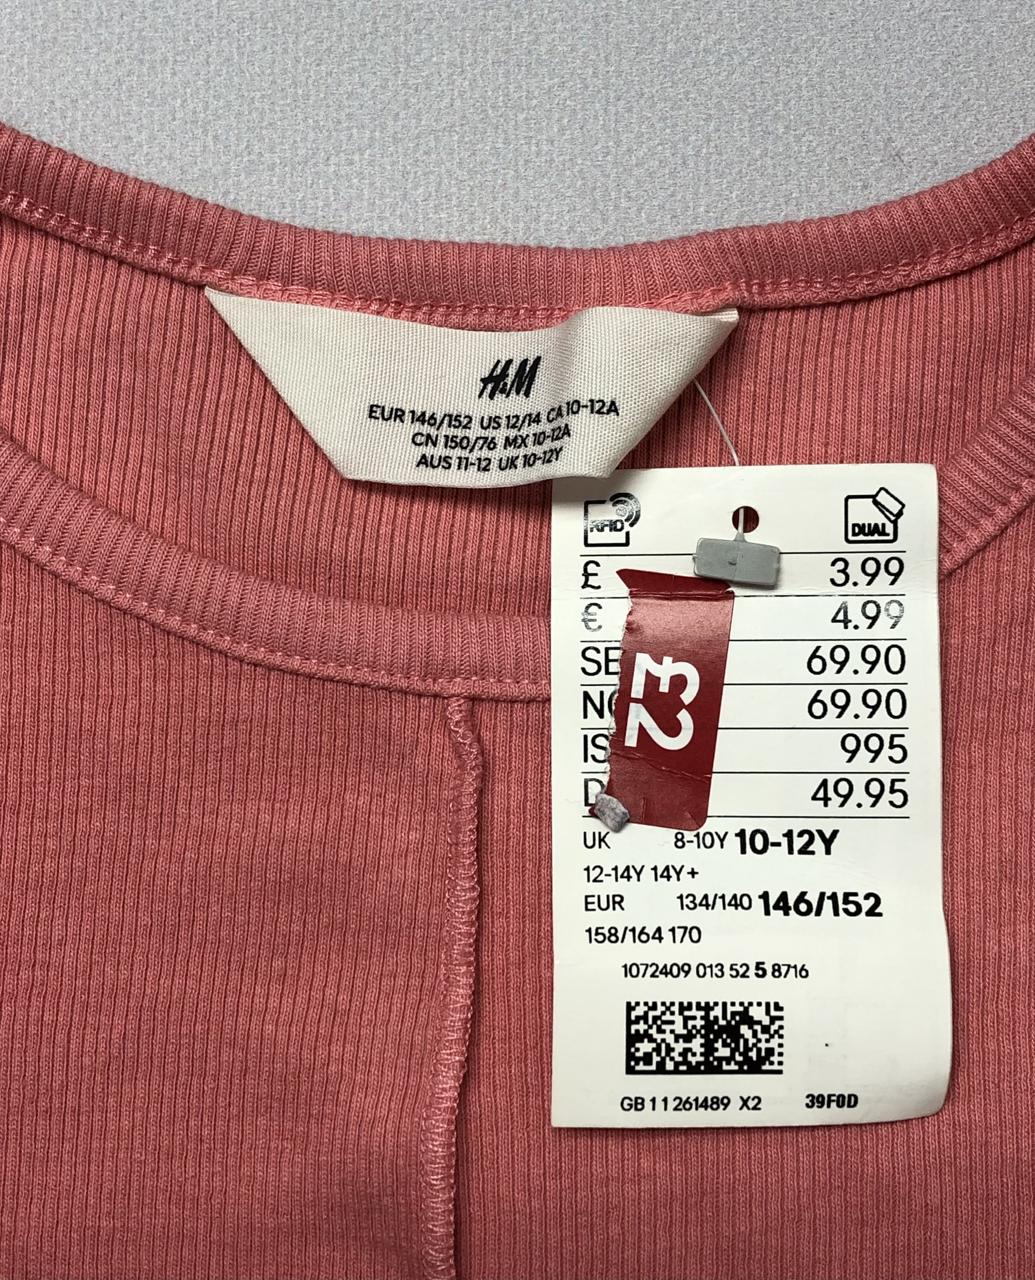 H&M
EUR 146/152 US 12/14 CA 10-12A
CN 150/76 MX 10-12A
AUS 11-12 UK 10-12Y
RFID DUAL
£ 3.99
€ 4.99
SE 69.90
69.90
IS 995
49.95
£2
UK 8-10Y 10-12Y
12-14Y 14Y+
EUR 134/140 146/152
158/164 170
1072409 013 52 5 8716
GB 1 1 261489 X2 39F0D